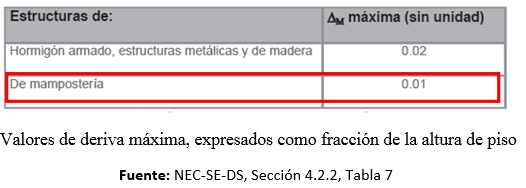 Estructuras de: ΔM máxima (sin unidad)
Hormigón armado, estructuras metálicas y de madera 0.02
De mampostería 0.01
Valores de deriva máxima, expresados como fracción de la altura de piso
Fuente: NEC-SE-DS, Sección 4.2.2, Tabla 7